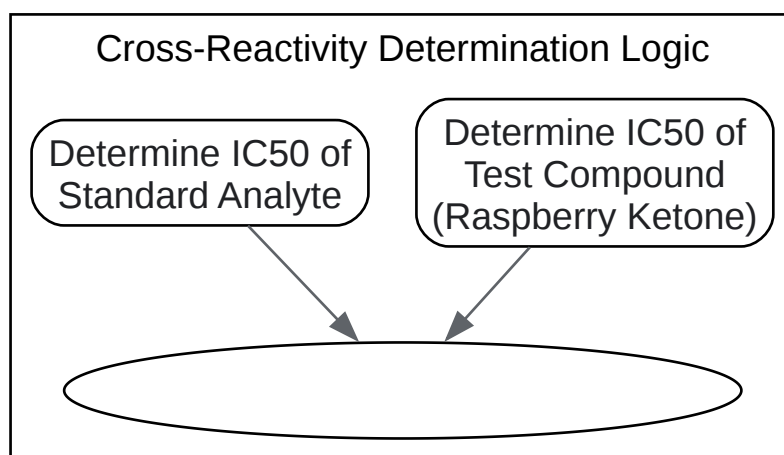 Cross-Reactivity Determination Logic
Determine IC50 of
Standard Analyte
Determine IC50 of
Test Compound
(Raspberry Ketone)